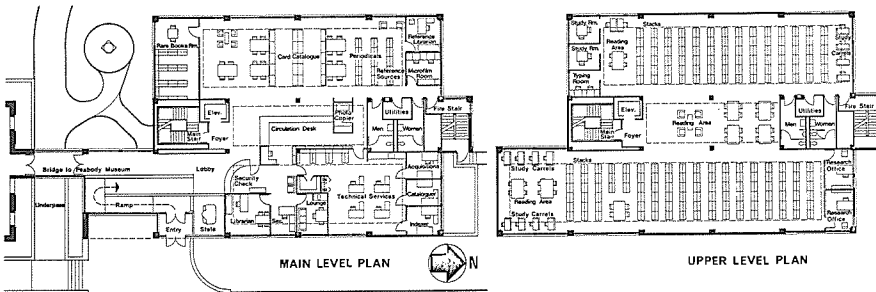 Rare Books Rm.
Card Catalogue
Periodicals
Reference
Librarian
Microfilm
Room
Reference
Sources
Elev.
Main
Stair
Foyer
Photo
Copier
Circulation Desk
Utilities
Men
Women
Fire Stair
Bridge to Peabody Museum
Lobby
Security
Check
Underpass
Ramp
Entry
Stele
Librarian
Sec.
Lounge
Technical Services
Acquisitions
Cataloguer
Indexer
MAIN LEVEL PLAN
N
Study Rm.
Study Rm.
Typing
Room
Reading
Area
Stacks
Study
Carrels
Elev.
Main
Stair
Foyer
Reading Area
Utilities
Men
Women
Fire Stair
Stacks
Study Carrels
Reading
Area
Study
Carrels
Research
Office
Research
Office
UPPER LEVEL PLAN